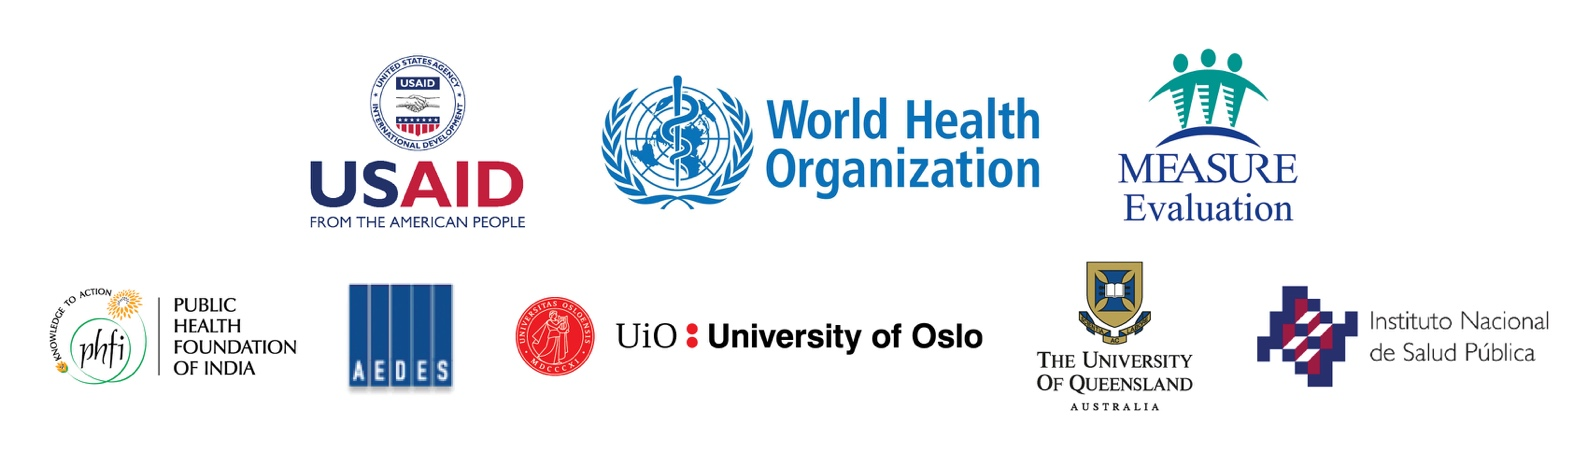 UNITED STATES AGENCY
USAID
INTERNATIONAL DEVELOPMENT
USAID
FROM THE AMERICAN PEOPLE
World Health
Organization
MEASURE
Evaluation
KNOWLEDGE TO ACTION
phfi
PUBLIC
HEALTH
FOUNDATION
OF INDIA
AEDES
UNIVERSITAS OSLOENSIS
MDCCCXI
UiO: University of Oslo
THE UNIVERSITY
OF QUEENSLAND
AUSTRALIA
Instituto Nacional
de Salud Pública